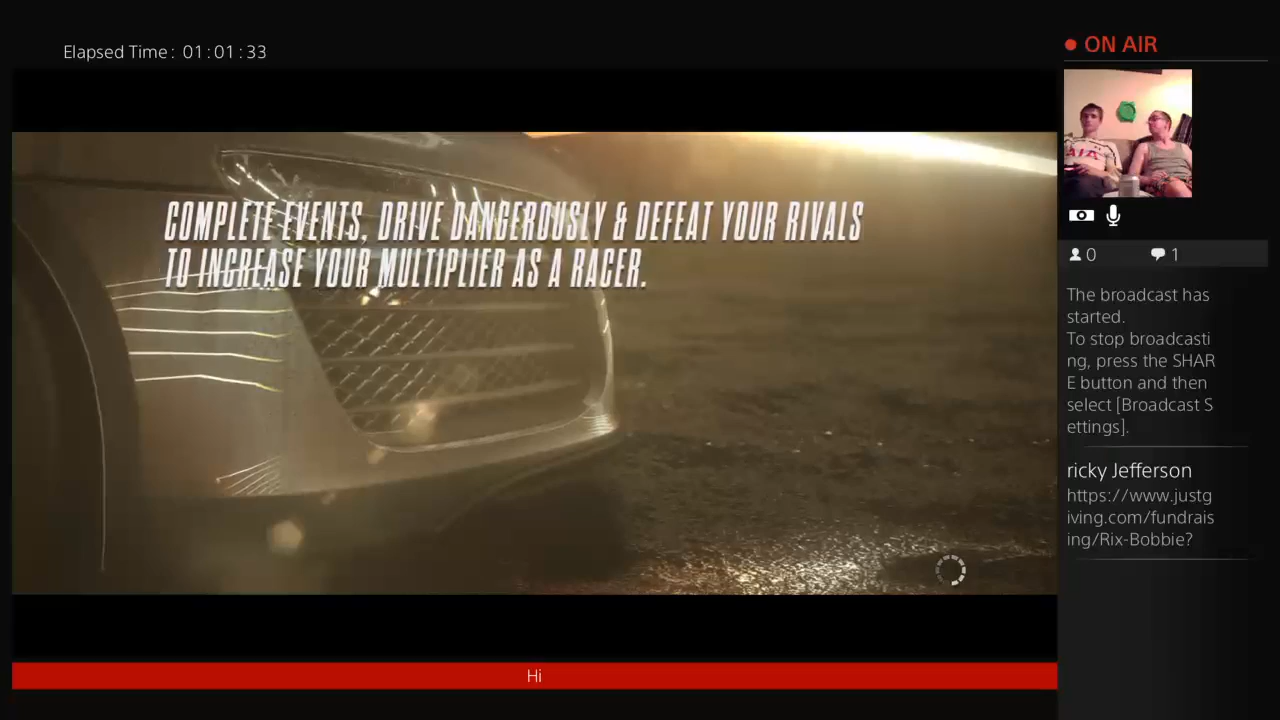 Elapsed Time: 01:01:33
ON AIR
COMPLETE EVENTS, DRIVE DANGEROUSLY & DEFEAT YOUR RIVALS
TO INCREASE YOUR MULTIPLIER AS A RACER.
0
1
The broadcast has
started.
To stop broadcasti
ng, press the SHAR
E button and then
select [Broadcast S
ettings].
ricky Jefferson
https://www.justg
iving.com/fundrais
ing/Rix-Bobbie?
Hi